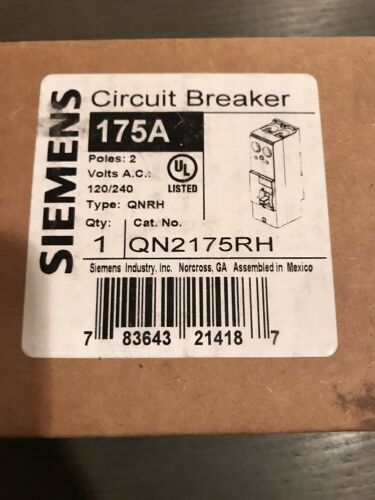 SIEMENS
Circuit Breaker
175A
Poles: 2
Volts A.C.:
120/240
UL
LISTED
Type: QNRH
Qty: Cat. No.
1 QN2175RH
Siemens Industry, Inc. Norcross, GA Assembled in Mexico
7 83643 21418 7